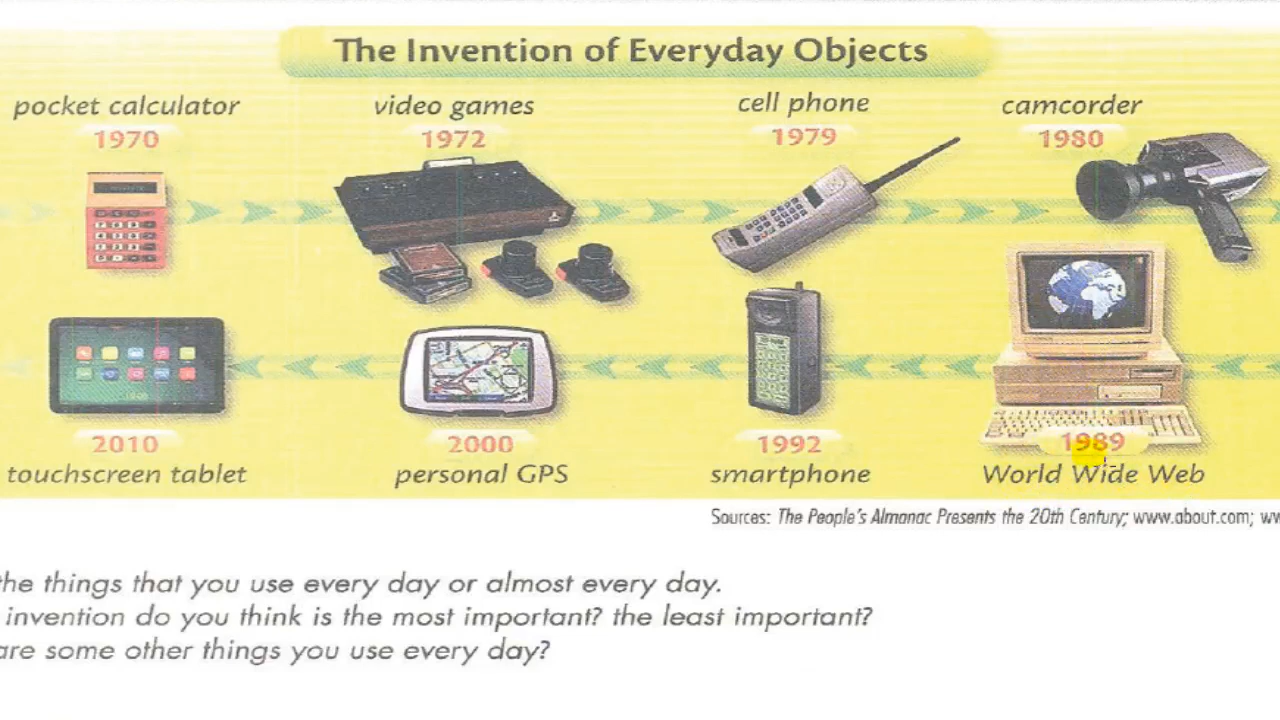 The Invention of Everyday Objects
pocket calculator
1970
video games
1972
cell phone
1979
camcorder
1980
2010
touchscreen tablet
2000
personal GPS
1992
smartphone
1989
World Wide Web
Sources: The People's Almanac Presents the 20th Century; www.about.com;
the things that you use every day or almost every day.
invention do you think is the most important? the least important?
are some other things you use every day?